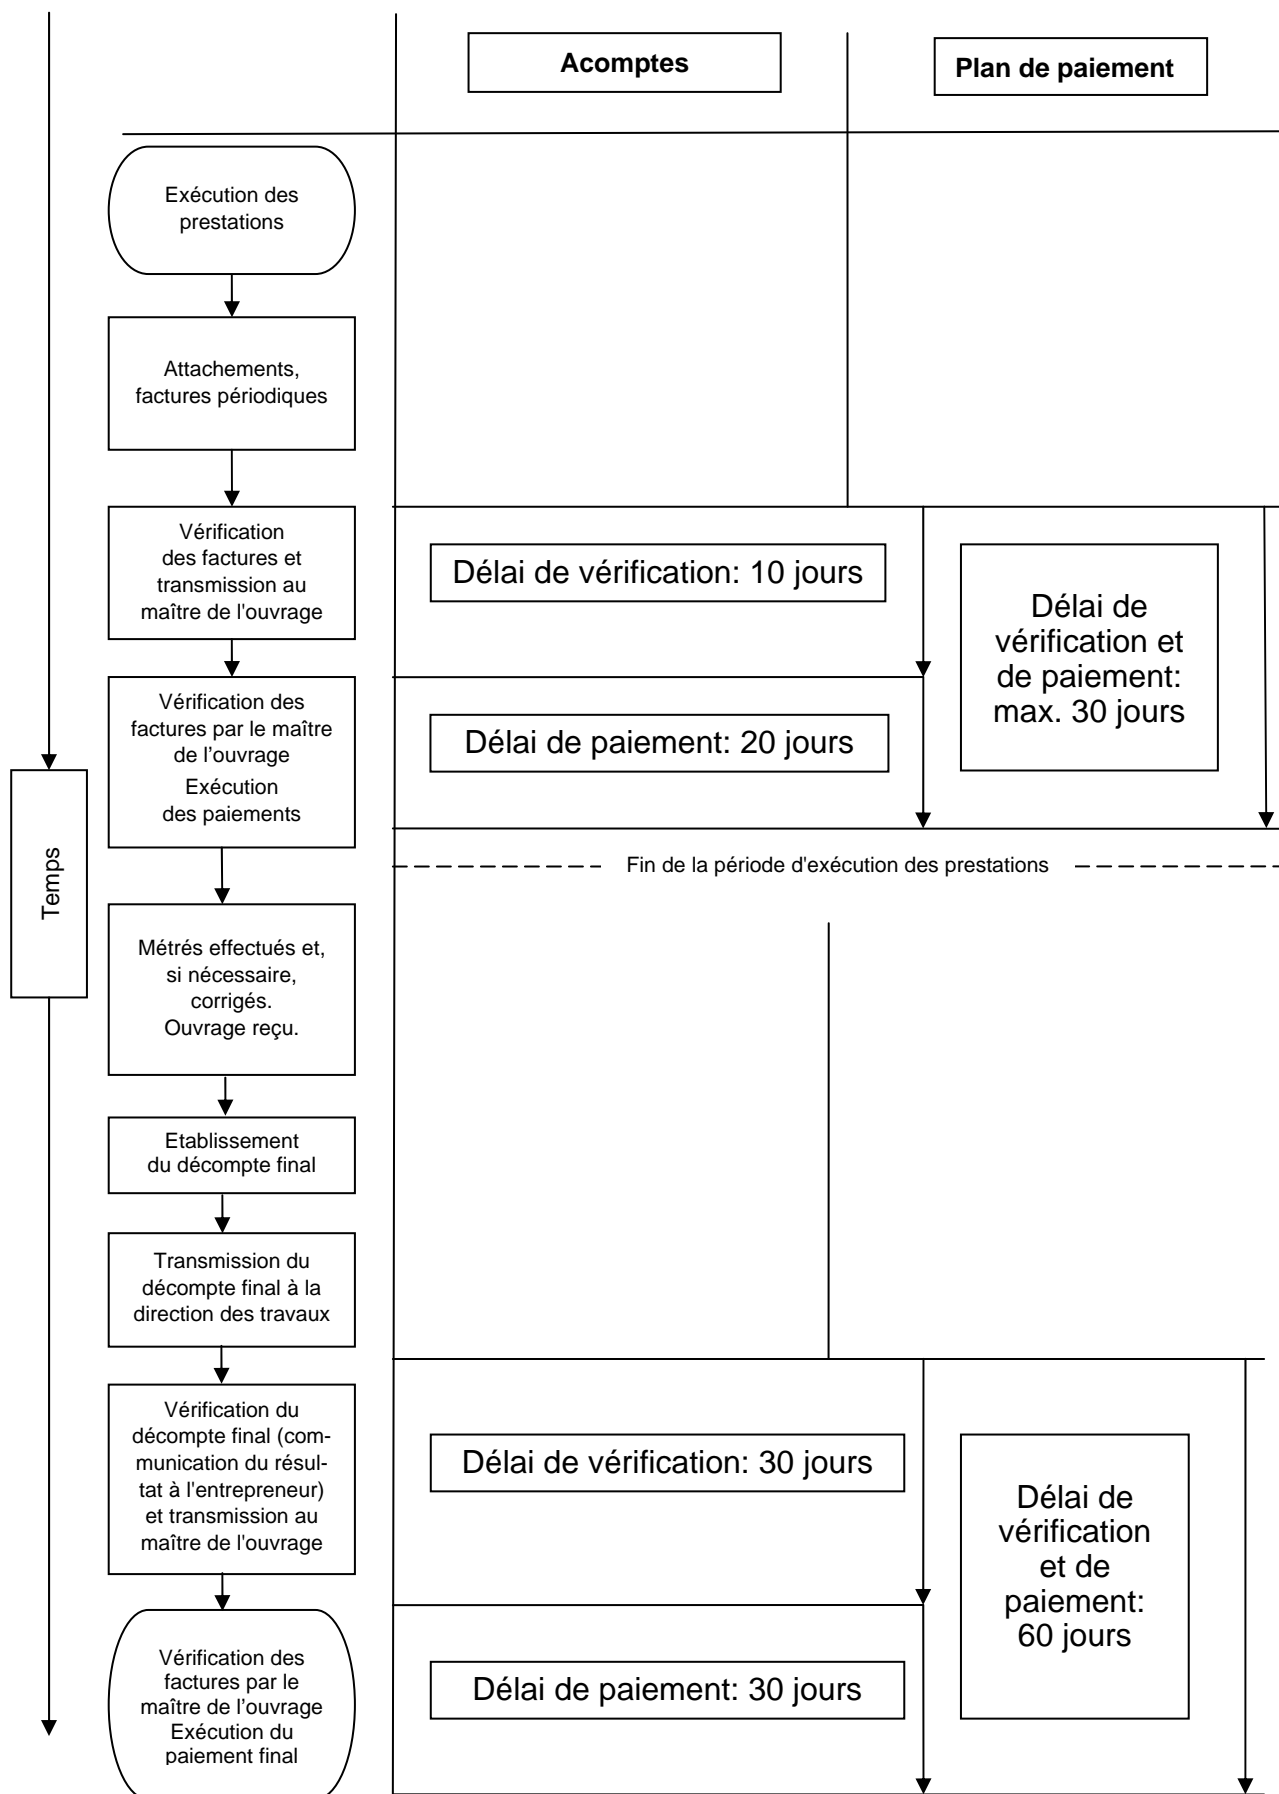 Acomptes
Plan de paiement
Exécution des
prestations
Attachements,
factures périodiques
Vérification
des factures et
transmission au
maître de l'ouvrage
Délai de vérification: 10 jours
Délai de
vérification et
de paiement:
max. 30 jours
Vérification des
factures par le maître
de l’ouvrage
Exécution
des paiements
Délai de paiement: 20 jours
Temps
Fin de la période d'exécution des prestations
Métrés effectués et,
si nécessaire,
corrigés.
Ouvrage reçu.
Etablissement
du décompte final
Transmission du
décompte final à la
direction des travaux
Vérification du
décompte final (com-
munication du résul-
tat à l'entrepreneur)
et transmission au
maître de l'ouvrage
Délai de vérification: 30 jours
Délai de
vérification
et de
paiement:
60 jours
Vérification des
factures par le
maître de l’ouvrage
Exécution du
paiement final
Délai de paiement: 30 jours